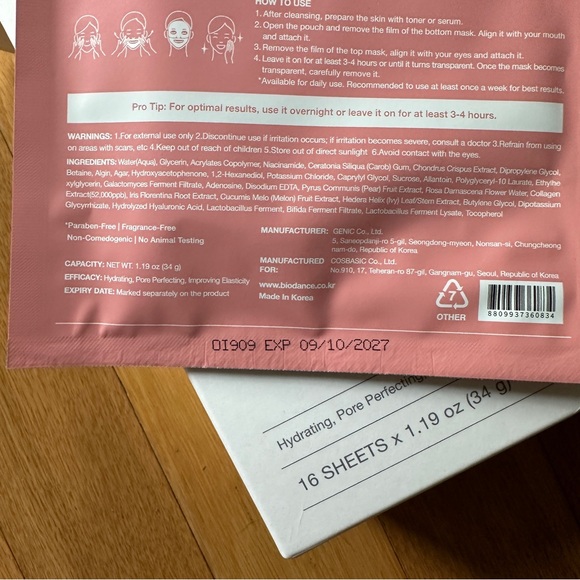 HOW TO USE
1. After cleansing, prepare the skin with toner or serum.
2. Open the pouch and remove the film of the bottom mask. Align it with your mouth
and attach it.
3. Remove the film of the top mask, align it with your eyes and attach it.
4. Leave it on for at least 3-4 hours or until it turns transparent. Once the mask becomes
transparent, carefully remove it.
*Available for daily use. Recommended to use at least once a week for best results.
Pro Tip: For optimal results, use it overnight or leave it on for at least 3-4 hours.
WARNINGS: 1.For external use only 2.Discontinue use if irritation occurs; if irritation becomes severe, consult a doctor 3.Refrain from using
on areas with scars, etc 4.Keep out of reach of children 5.Store out of direct sunlight 6.Avoid contact with the eyes.
INGREDIENTS: Water(Aqua), Glycerin, Acrylates Copolymer, Niacinamide, Ceratonia Siliqua (Carob) Gum, Chondrus Crispus Extract, Dipropylene Glycol,
Betaine, Algin, Agar, Hydroxyacetophenone, 1,2-Hexanediol, Potassium Chloride, Caprylyl Glycol, Sucrose, Allantoin, Polyglyceryl-10 Laurate, Ethylhe
xylglycerin, Galactomyces Ferment Filtrate, Adenosine, Disodium EDTA, Pyrus Communis (Pear) Fruit Extract, Rosa Damascena Flower Water, Collagen
Extract(52,000ppb), Iris Florentina Root Extract, Cucumis Melo (Melon) Fruit Extract, Hedera Helix (Ivy) Leaf/Stem Extract, Butylene Glycol, Dipotassium
Glycyrrhizate, Hydrolyzed Hyaluronic Acid, Lactobacillus Ferment, Bifida Ferment Filtrate, Lactobacillus Ferment Lysate, Tocopherol
*Paraben-Free | Fragrance-Free
Non-Comedogenic | No Animal Testing
CAPACITY: NET WT. 1.19 oz (34 g)
EFFICACY: Hydrating, Pore Perfecting, Improving Elasticity
EXPIRY DATE: Marked separately on the product
MANUFACTURER: GENIC Co., Ltd.
5, Saneopdanji-ro 5-gil, Seongdong-myeon, Nonsan-si, Chungcheong
nam-do, Republic of Korea
MANUFACTURED FOR: COSBASIC Co., Ltd.
No.910, 17, Teheran-ro 87-gil, Gangnam-gu, Seoul, Republic of Korea
www.biodance.co.kr
Made In Korea
7
OTHER
8809937360834
DI909 EXP 09/10/2027
Hydrating, Pore Perfecting,
16 SHEETS x 1.19 oz (34 g)